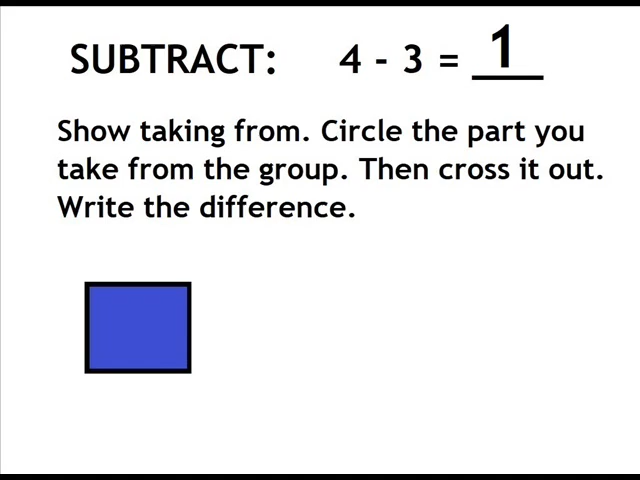 SUBTRACT: 4 - 3 = 1
Show taking from. Circle the part you
take from the group. Then cross it out.
Write the difference.